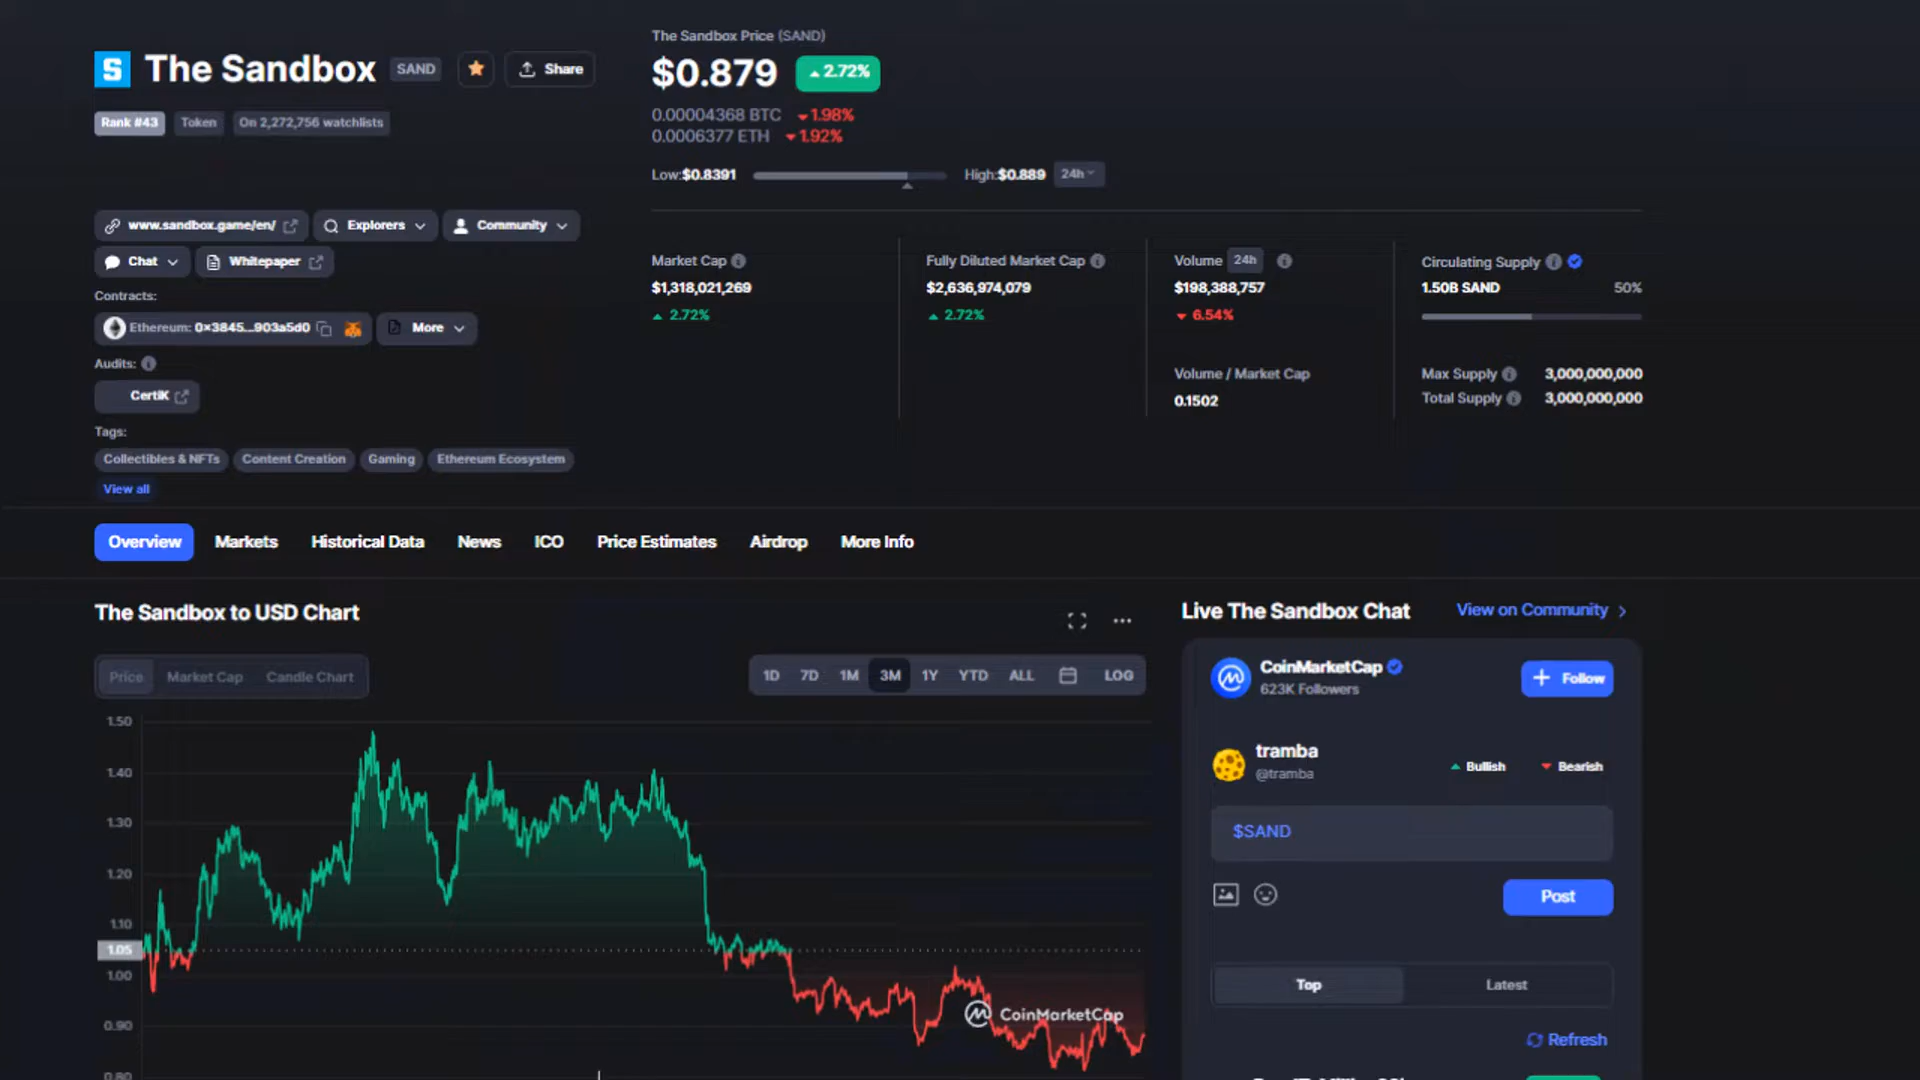 The Sandbox SAND Share
Rank #43 Token On 2,272,756 watchlists
The Sandbox Price (SAND)
$0.879 2.72%
0.00004368 BTC 1.98%
0.0006377 ETH 1.92%
Low:$0.8391 High:$0.889 24h
www.sandbox.game/en/ Explorers Community
Chat Whitepaper
Contracts:
Ethereum: 0x3845...903a5d0 More
Audits:
CertiK
Tags:
Collectibles & NFTs Content Creation Gaming Ethereum Ecosystem
View all
Market Cap
$1,318,021,269
2.72%
Fully Diluted Market Cap
$2,636,974,079
2.72%
Volume 24h
$198,388,757
6.54%
Volume / Market Cap
0.1502
Circulating Supply
1.50B SAND 50%
Max Supply 3,000,000,000
Total Supply 3,000,000,000
Overview Markets Historical Data News ICO Price Estimates Airdrop More Info
The Sandbox to USD Chart
Price Market Cap Candle Chart 1D 7D 1M 3M 1Y YTD ALL LOG
1.50
1.40
1.30
1.20
1.10
1.05
1.00
0.90
0.80
CoinMarketCap
Live The Sandbox Chat View on Community
CoinMarketCap
623K Followers
Follow
tramba
@tramba
Bullish Bearish
$SAND
Post
Top Latest
Refresh